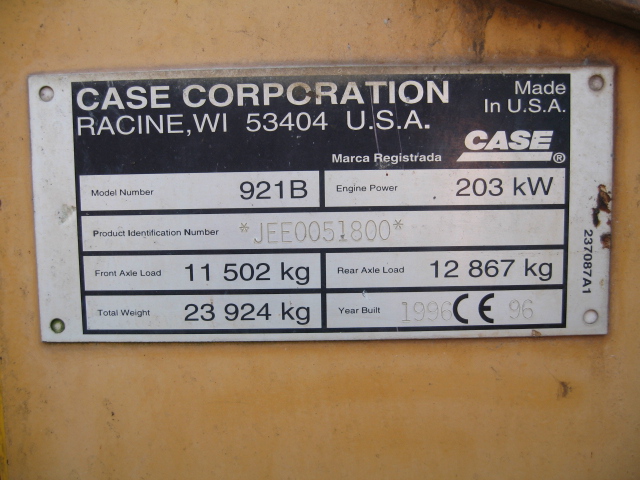 CASE CORPORATION
Made
In U.S.A.
RACINE, WI 53404 U.S.A.
Marca Registrada
CASE ®
Model Number 921B
Engine Power 203 kW
Product Identification Number *JEE0051800*
Front Axle Load 11 502 kg
Rear Axle Load 12 867 kg
Total Weight 23 924 kg
Year Built 1996 CE 96
237087A1